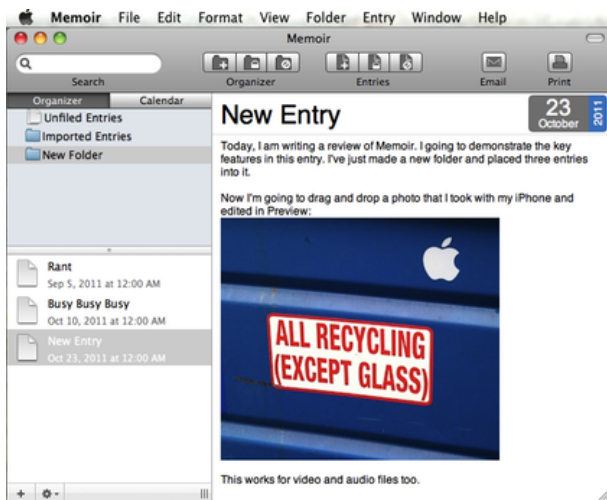 Memoir File Edit Format View Folder Entry Window Help
Memoir
Search Organizer Entries Email Print
Organizer Calendar
Unfiled Entries
Imported Entries
New Folder
Rant
Sep 5, 2011 at 12:00 AM
Busy Busy Busy
Oct 10, 2011 at 12:00 AM
New Entry
Oct 23, 2011 at 12:00 AM
New Entry
23
October
2011
Today, I am writing a review of Memoir. I going to demonstrate the key
features in this entry. I've just made a new folder and placed three entries
into it.
Now I'm going to drag and drop a photo that I took with my iPhone and
edited in Preview:
ALL RECYCLING
(EXCEPT GLASS)
This works for video and audio files too.